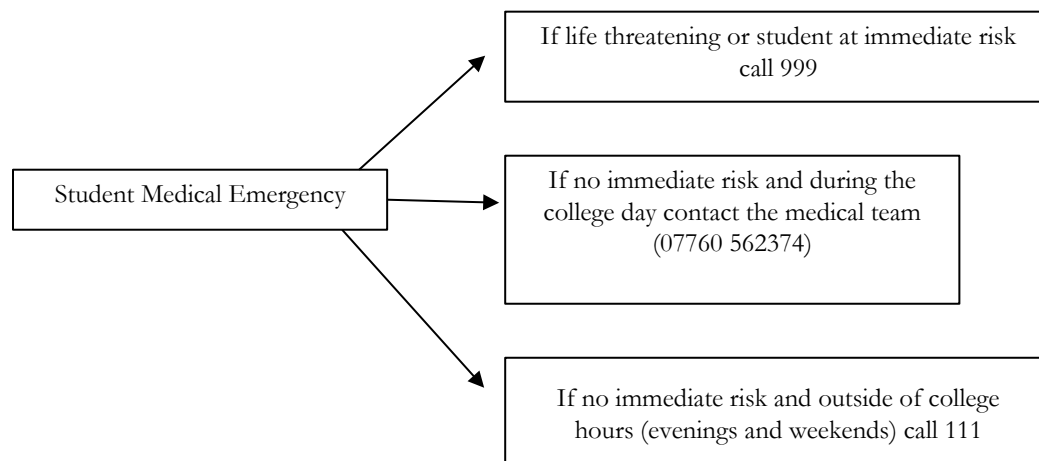 If life threatening or student at immediate risk
call 999
Student Medical Emergency
If no immediate risk and during the
college day contact the medical team
(07760 562374)
If no immediate risk and outside of college
hours (evenings and weekends) call 111